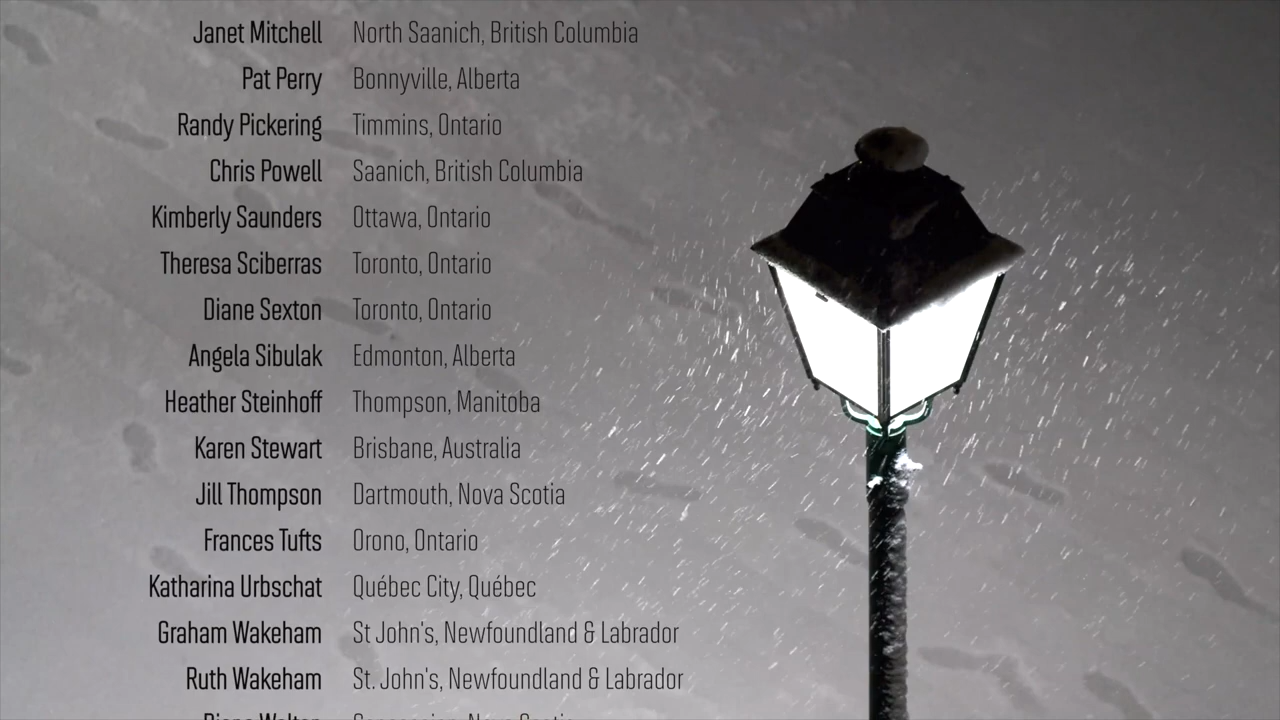 Janet Mitchell North Saanich, British Columbia
Pat Perry Bonnyville, Alberta
Randy Pickering Timmins, Ontario
Chris Powell Saanich, British Columbia
Kimberly Saunders Ottawa, Ontario
Theresa Sciberras Toronto, Ontario
Diane Sexton Toronto, Ontario
Angela Sibulak Edmonton, Alberta
Heather Steinhoff Thompson, Manitoba
Karen Stewart Brisbane, Australia
Jill Thompson Dartmouth, Nova Scotia
Frances Tufts Orono, Ontario
Katharina Urbschat Québec City, Québec
Graham Wakeham St John's, Newfoundland & Labrador
Ruth Wakeham St. John's, Newfoundland & Labrador